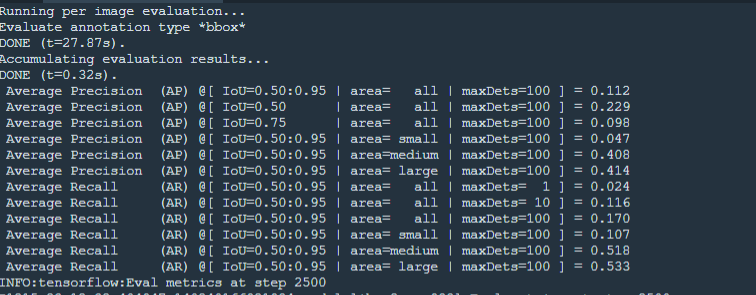 Running per image evaluation...
Evaluate annotation type *bbox*
DONE (t=27.87s).
Accumulating evaluation results...
DONE (t=0.32s).
 Average Precision  (AP) @[ IoU=0.50:0.95 | area=   all | maxDets=100 ] = 0.112
 Average Precision  (AP) @[ IoU=0.50      | area=   all | maxDets=100 ] = 0.229
 Average Precision  (AP) @[ IoU=0.75      | area=   all | maxDets=100 ] = 0.098
 Average Precision  (AP) @[ IoU=0.50:0.95 | area= small | maxDets=100 ] = 0.047
 Average Precision  (AP) @[ IoU=0.50:0.95 | area=medium | maxDets=100 ] = 0.408
 Average Precision  (AP) @[ IoU=0.50:0.95 | area= large | maxDets=100 ] = 0.414
 Average Recall     (AR) @[ IoU=0.50:0.95 | area=   all | maxDets=  1 ] = 0.024
 Average Recall     (AR) @[ IoU=0.50:0.95 | area=   all | maxDets= 10 ] = 0.116
 Average Recall     (AR) @[ IoU=0.50:0.95 | area=   all | maxDets=100 ] = 0.170
 Average Recall     (AR) @[ IoU=0.50:0.95 | area= small | maxDets=100 ] = 0.107
 Average Recall     (AR) @[ IoU=0.50:0.95 | area=medium | maxDets=100 ] = 0.518
 Average Recall     (AR) @[ IoU=0.50:0.95 | area= large | maxDets=100 ] = 0.533
INFO:tensorflow:Eval metrics at step 2500